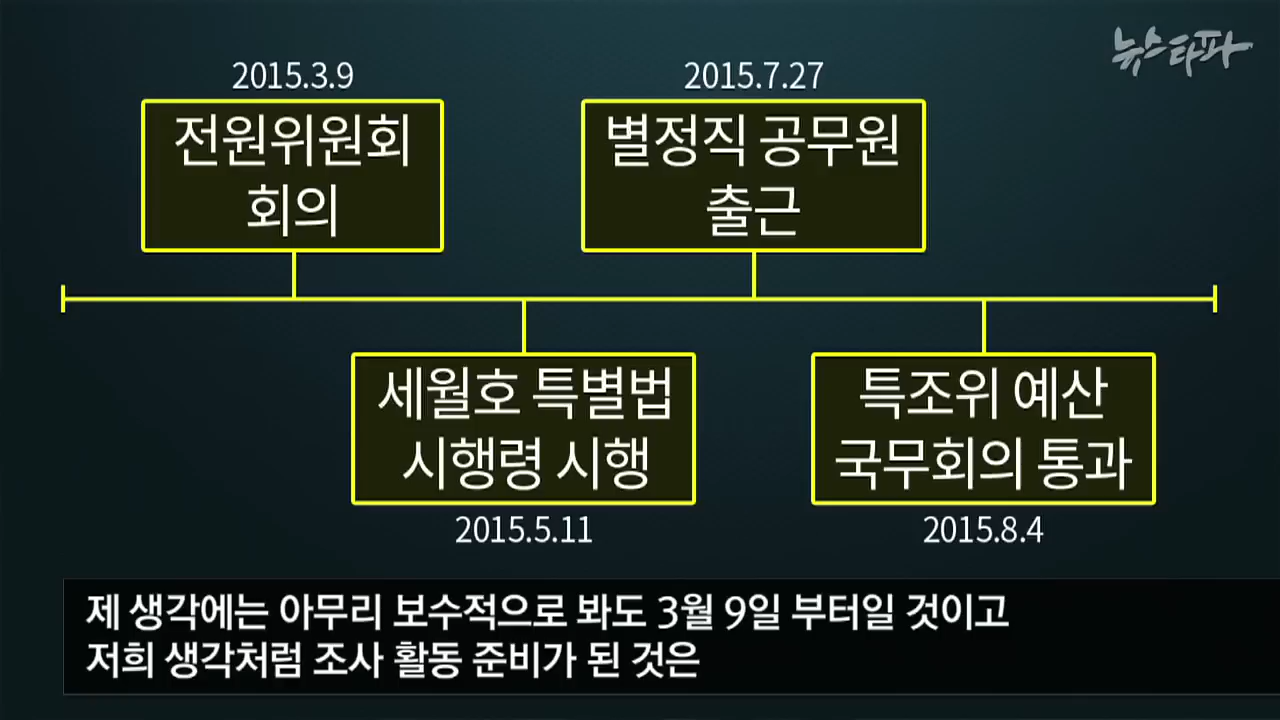 뉴스타파
2015.3.9
전원위원회
회의
2015.7.27
별정직 공무원
출근
세월호 특별법
시행령 시행
2015.5.11
특조위 예산
국무회의 통과
2015.8.4
제 생각에는 아무리 보수적으로 봐도 3월 9일 부터일 것이고
저희 생각처럼 조사 활동 준비가 된 것은